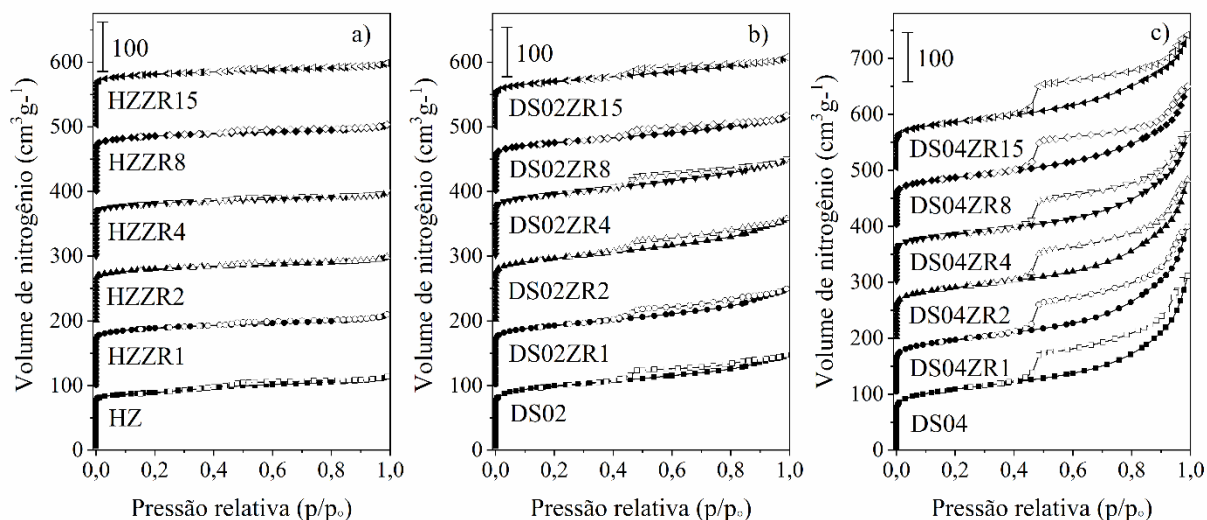 Volume de nitrogênio (cm³g-¹)
600
500
400
300
200
100
0
100
a)
HZZR15
HZZR8
HZZR4
HZZR2
HZZR1
HZ
0,0 0,2 0,4 0,6 0,8 1,0
Pressão relativa (p/p₀)
Volume de nitrogênio (cm³g-¹)
600
500
400
300
200
100
0
100
b)
DS02ZR15
DS02ZR8
DS02ZR4
DS02ZR2
DS02ZR1
DS02
0,0 0,2 0,4 0,6 0,8 1,0
Pressão relativa (p/p₀)
Volume de nitrogênio (cm³g-¹)
700
600
500
400
300
200
100
0
100
c)
DS04ZR15
DS04ZR8
DS04ZR4
DS04ZR2
DS04ZR1
DS04
0,0 0,2 0,4 0,6 0,8 1,0
Pressão relativa (p/p₀)